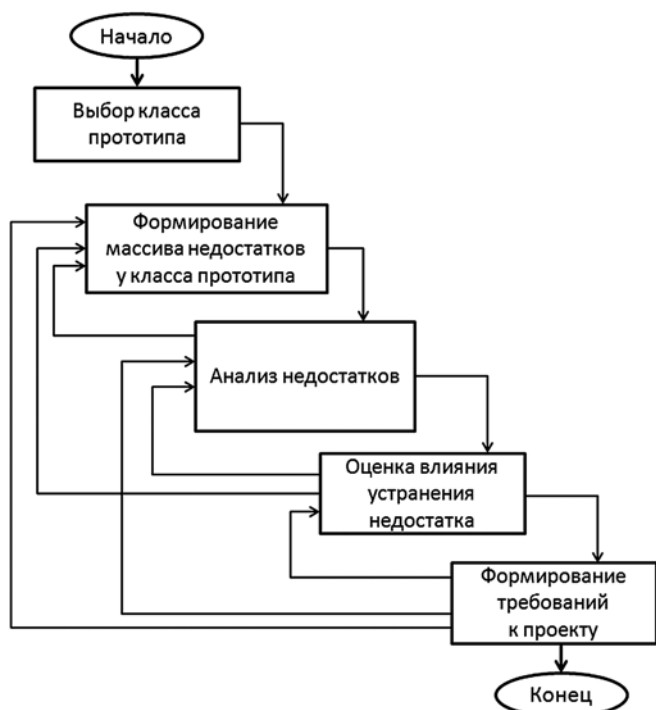 Начало
Выбор класса
прототипа
Формирование
массива недостатков
у класса прототипа
Анализ недостатков
Оценка влияния
устранения
недостатка
Формирование
требований
к проекту
Конец